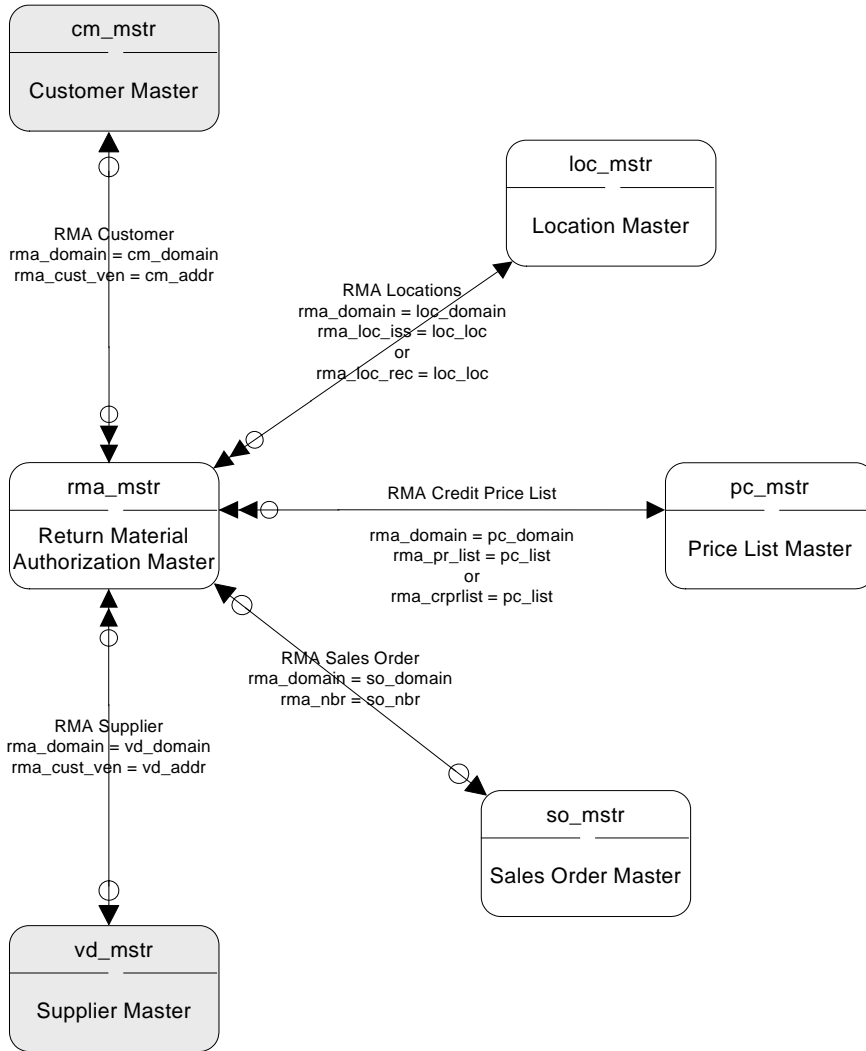 cm_mstr
Customer Master
loc_mstr
Location Master
RMA Customer
rma_domain = cm_domain
rma_cust_ven = cm_addr
RMA Locations
rma_domain = loc_domain
rma_loc_iss = loc_loc
or
rma_loc_rec = loc_loc
rma_mstr
Return Material
Authorization Master
RMA Credit Price List
rma_domain = pc_domain
rma_pr_list = pc_list
or
rma_crprlist = pc_list
pc_mstr
Price List Master
RMA Sales Order
rma_domain = so_domain
rma_nbr = so_nbr
RMA Supplier
rma_domain = vd_domain
rma_cust_ven = vd_addr
so_mstr
Sales Order Master
vd_mstr
Supplier Master